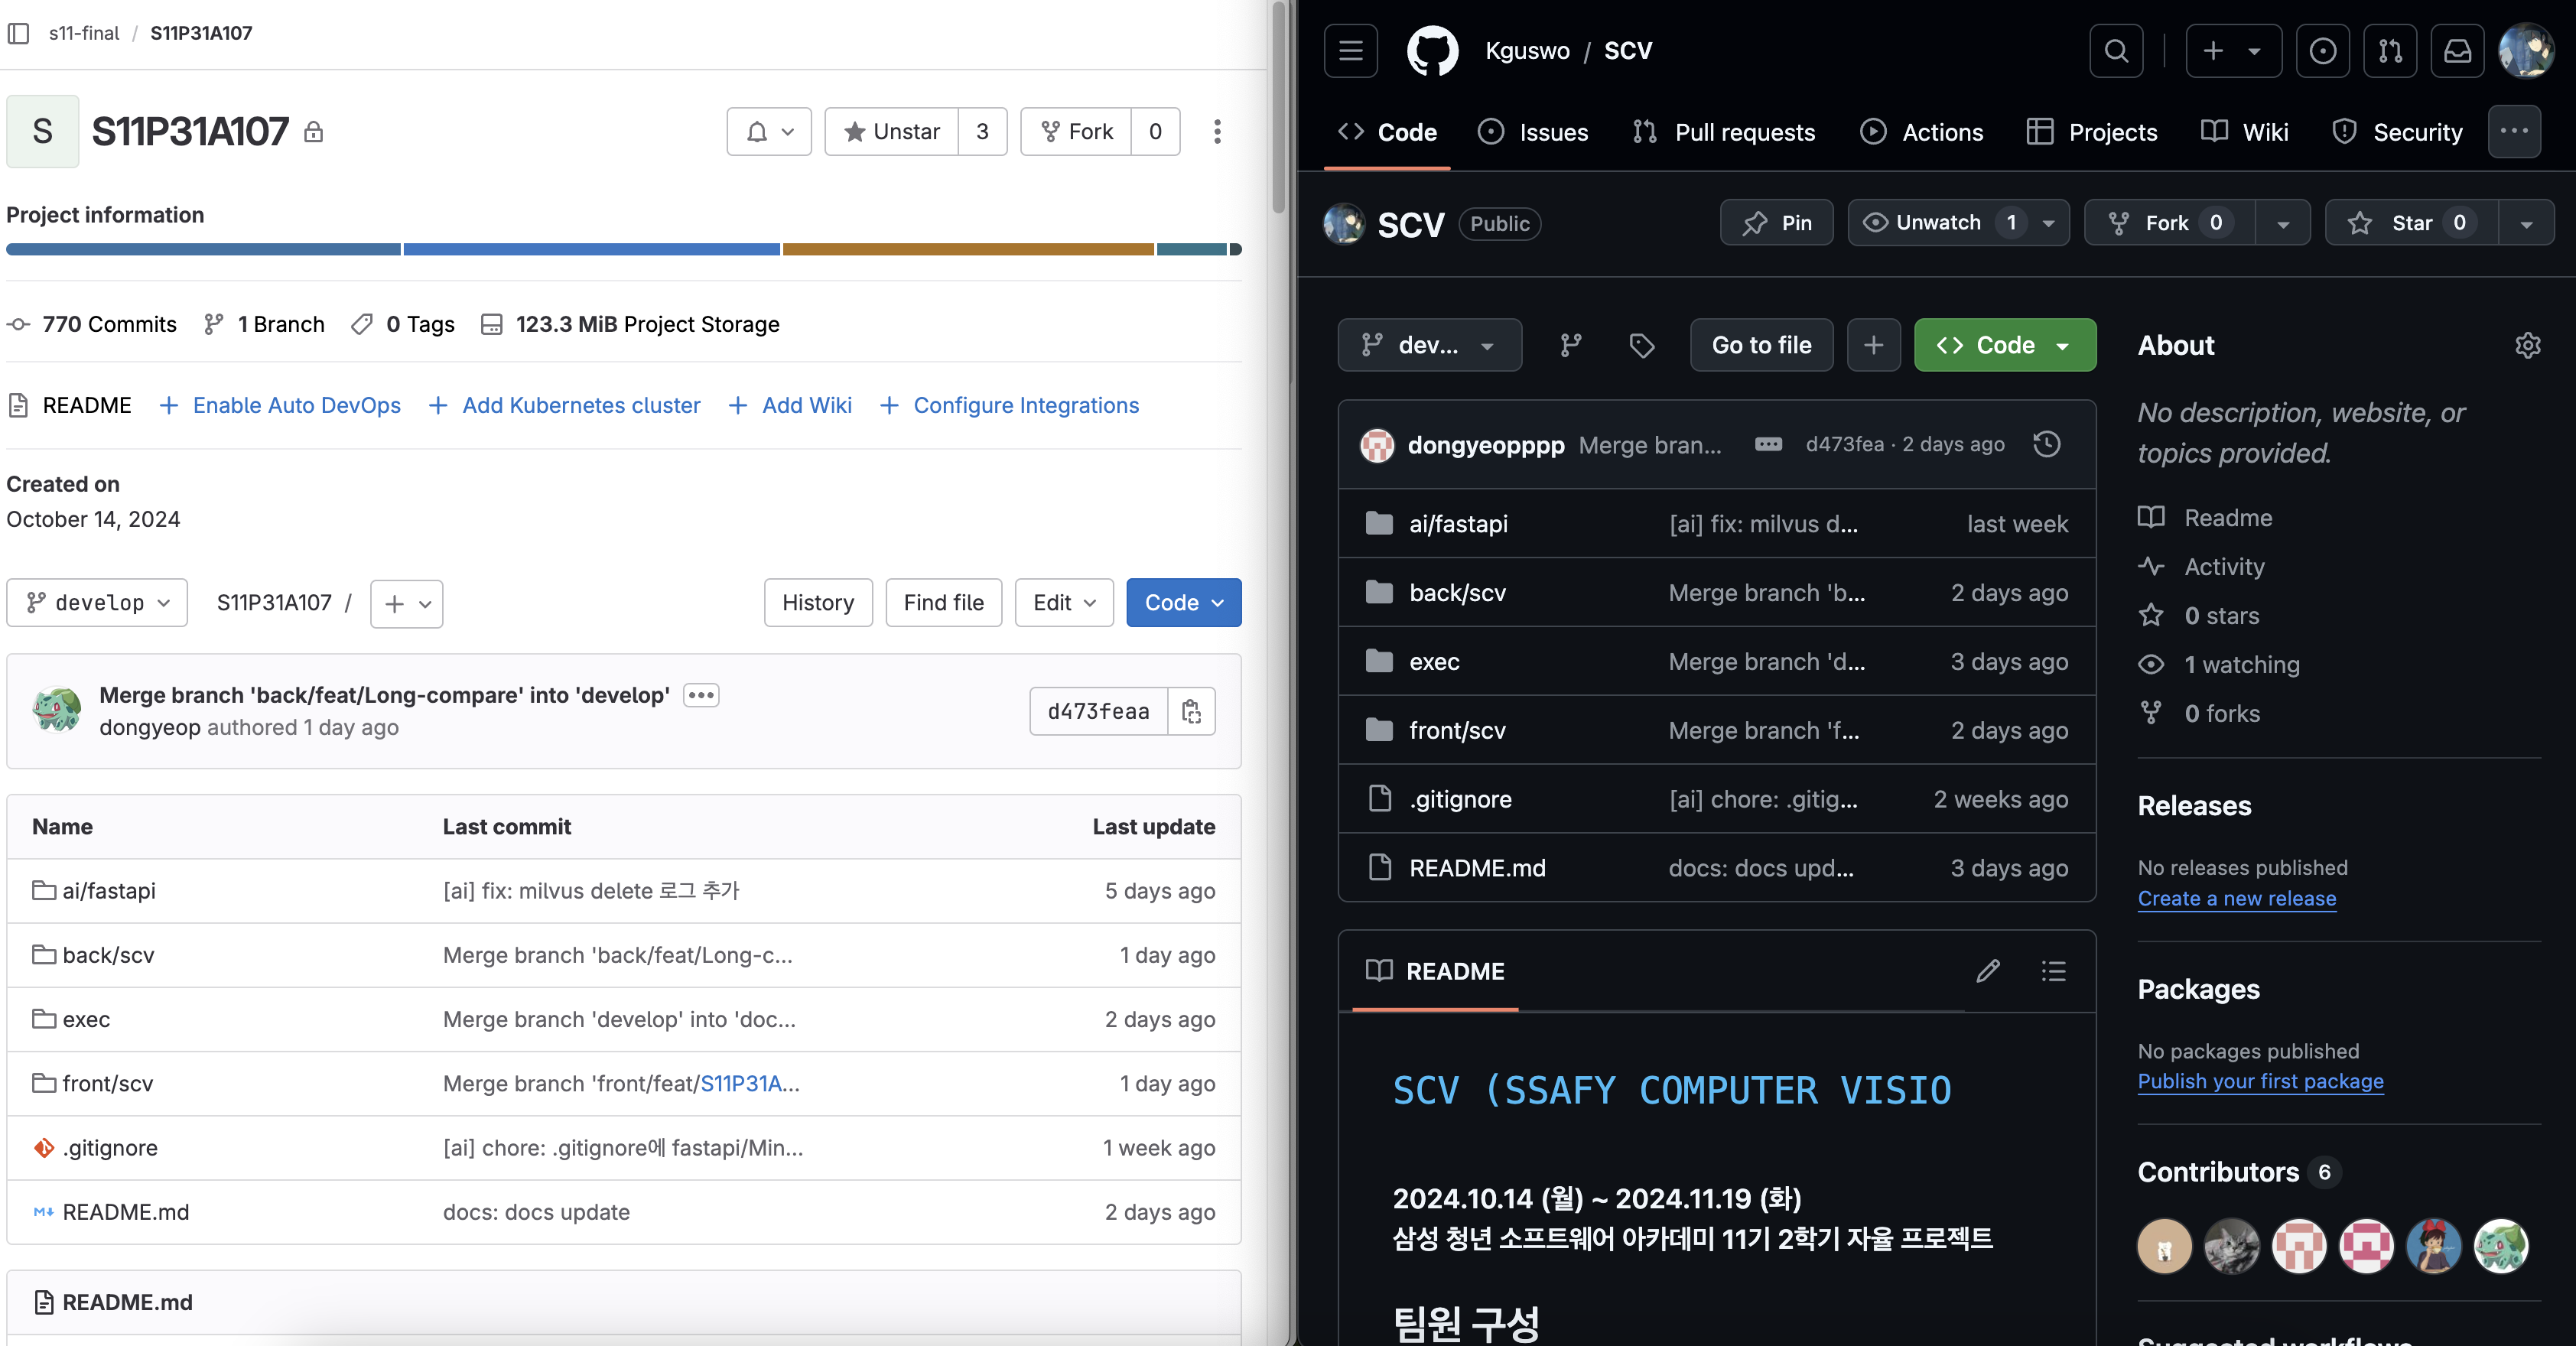 s11-final / S11P31A107
S
S11P31A107
Unstar 3
Fork 0
Project information
770 Commits 1 Branch 0 Tags 123.3 MiB Project Storage
README + Enable Auto DevOps + Add Kubernetes cluster + Add Wiki + Configure Integrations
Created on
October 14, 2024
develop S11P31A107 / +
History Find file Edit Code
Merge branch 'back/feat/Long-compare' into 'develop'
dongyeop authored 1 day ago
d473feaa
Name Last commit Last update
ai/fastapi [ai] fix: milvus delete 로그 추가 5 days ago
back/scv Merge branch 'back/feat/Long-c... 1 day ago
exec Merge branch 'develop' into 'doc... 2 days ago
front/scv Merge branch 'front/feat/S11P31A... 1 day ago
.gitignore [ai] chore: .gitignore에 fastapi/Min... 1 week ago
README.md docs: docs update 2 days ago
README.md
Kguswo / SCV
Code Issues Pull requests Actions Projects Wiki Security
SCV Public
Pin Unwatch 1 Fork 0 Star 0
dev... Go to file + Code
dongyeopppp Merge bran... d473fea · 2 days ago
ai/fastapi [ai] fix: milvus d... last week
back/scv Merge branch 'b... 2 days ago
exec Merge branch 'd... 3 days ago
front/scv Merge branch 'f... 2 days ago
.gitignore [ai] chore: .gitig... 2 weeks ago
README.md docs: docs upd... 3 days ago
README
SCV (SSAFY COMPUTER VISIO
2024.10.14 (월) ~ 2024.11.19 (화)
삼성 청년 소프트웨어 아카데미 11기 2학기 자율 프로젝트
팀원 구성
About
No description, website, or
topics provided.
Readme
Activity
0 stars
1 watching
0 forks
Releases
No releases published
Create a new release
Packages
No packages published
Publish your first package
Contributors 6
Suggested workflows